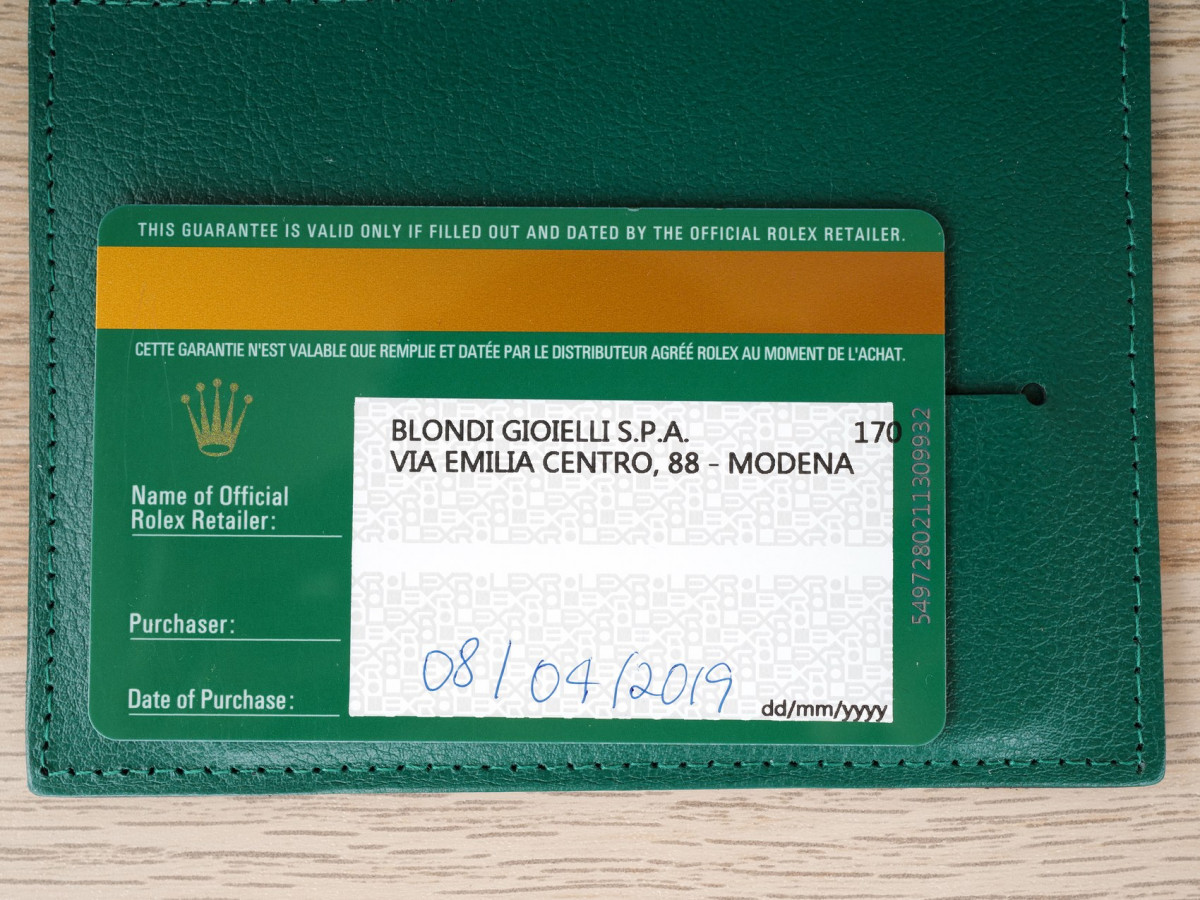 THIS GUARANTEE IS VALID ONLY IF FILLED OUT AND DATED BY THE OFFICIAL ROLEX RETAILER.
CETTE GARANTIE N'EST VALABLE QUE REMPLIE ET DATÉE PAR LE DISTRIBUTEUR AGRÉÉ ROLEX AU MOMENT DE L'ACHAT.
BLONDI GIOIELLI S.P.A. 170
VIA EMILIA CENTRO, 88 - MODENA
Name of Official
Rolex Retailer:
Purchaser:
Date of Purchase:
08/04/2019
dd/mm/yyyy
5497280211309932